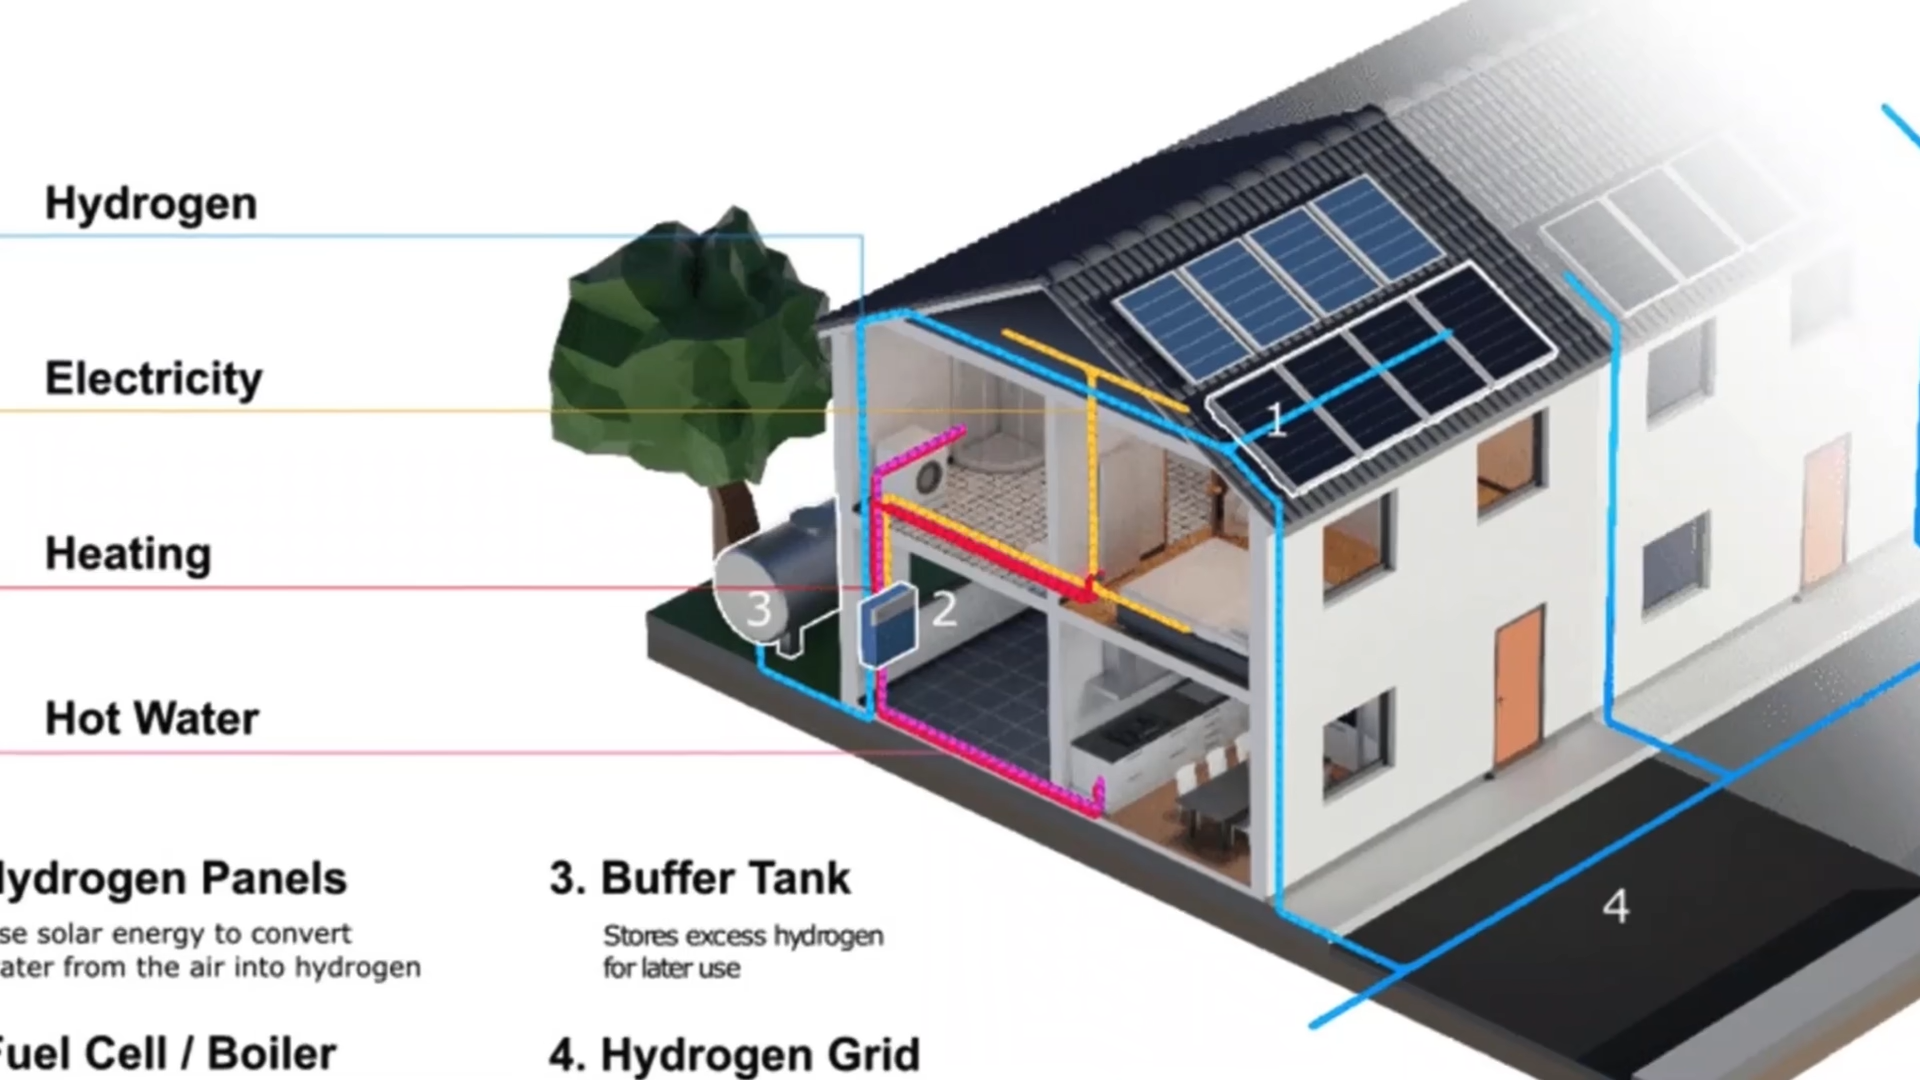 Hydrogen
Electricity
Heating
Hot Water
1
2
3
4
ydrogen Panels
se solar energy to convert
ater from the air into hydrogen
3. Buffer Tank
Stores excess hydrogen
for later use
uel Cell / Boiler
4. Hydrogen Grid